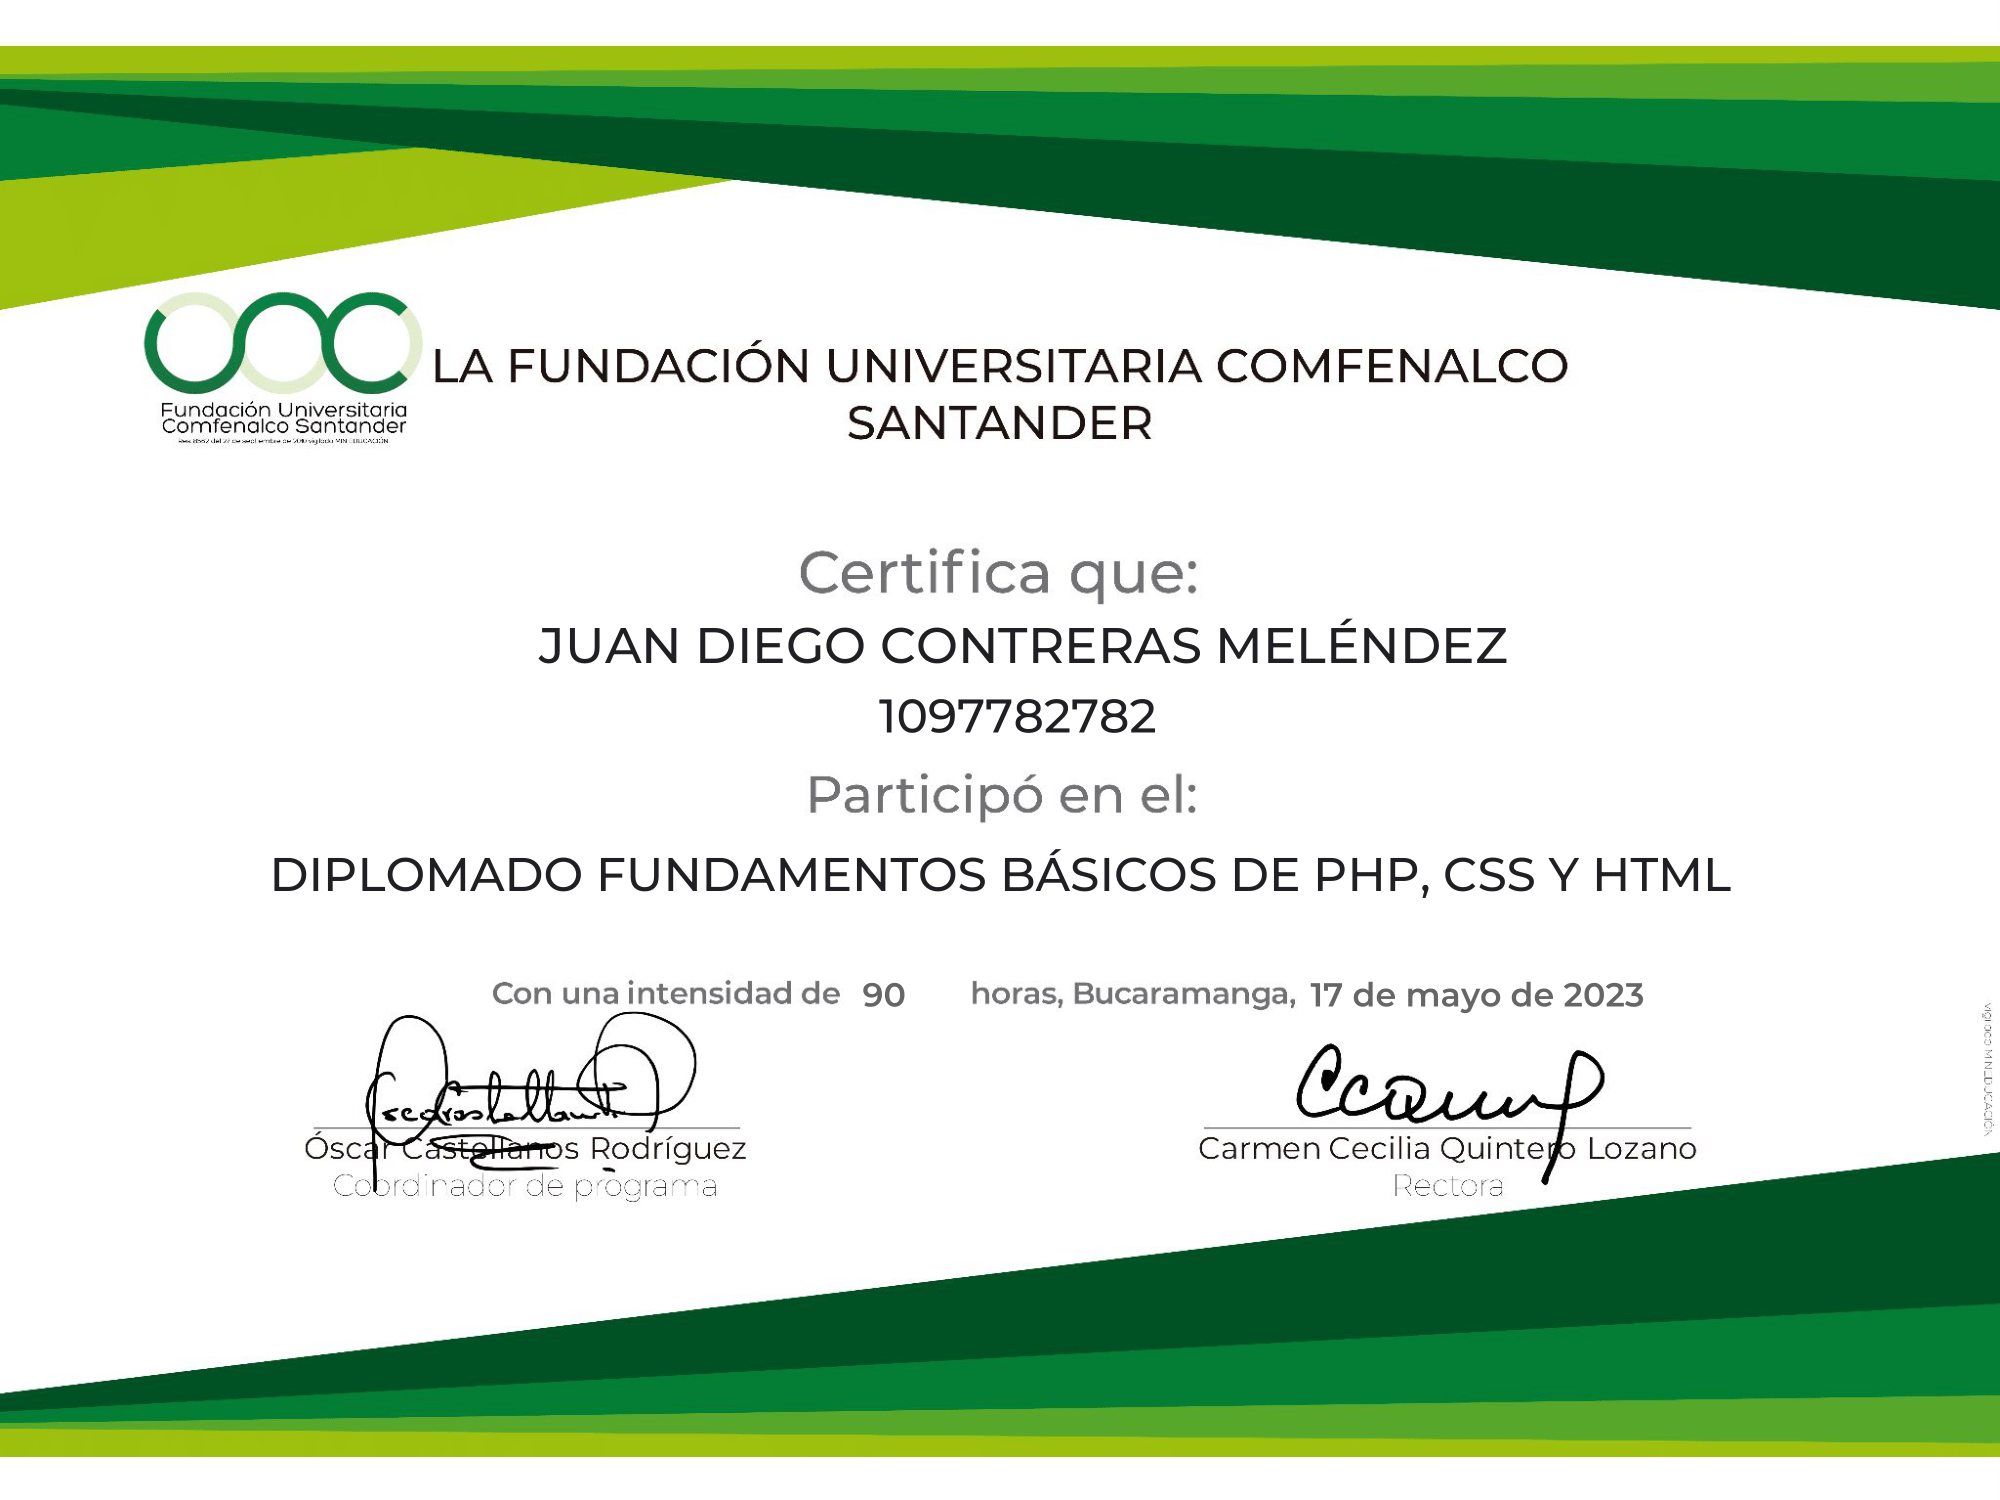 Fundación Universitaria
Comfenalco Santander
LA FUNDACIÓN UNIVERSITARIA COMFENALCO
SANTANDER
Certifica que:
JUAN DIEGO CONTRERAS MELÉNDEZ
1097782782
Participó en el:
DIPLOMADO FUNDAMENTOS BÁSICOS DE PHP, CSS Y HTML
Con una intensidad de 90 horas, Bucaramanga, 17 de mayo de 2023
Óscar Castellanos Rodríguez
Coordinador de programa
Carmen Cecilia Quintero Lozano
Rectora